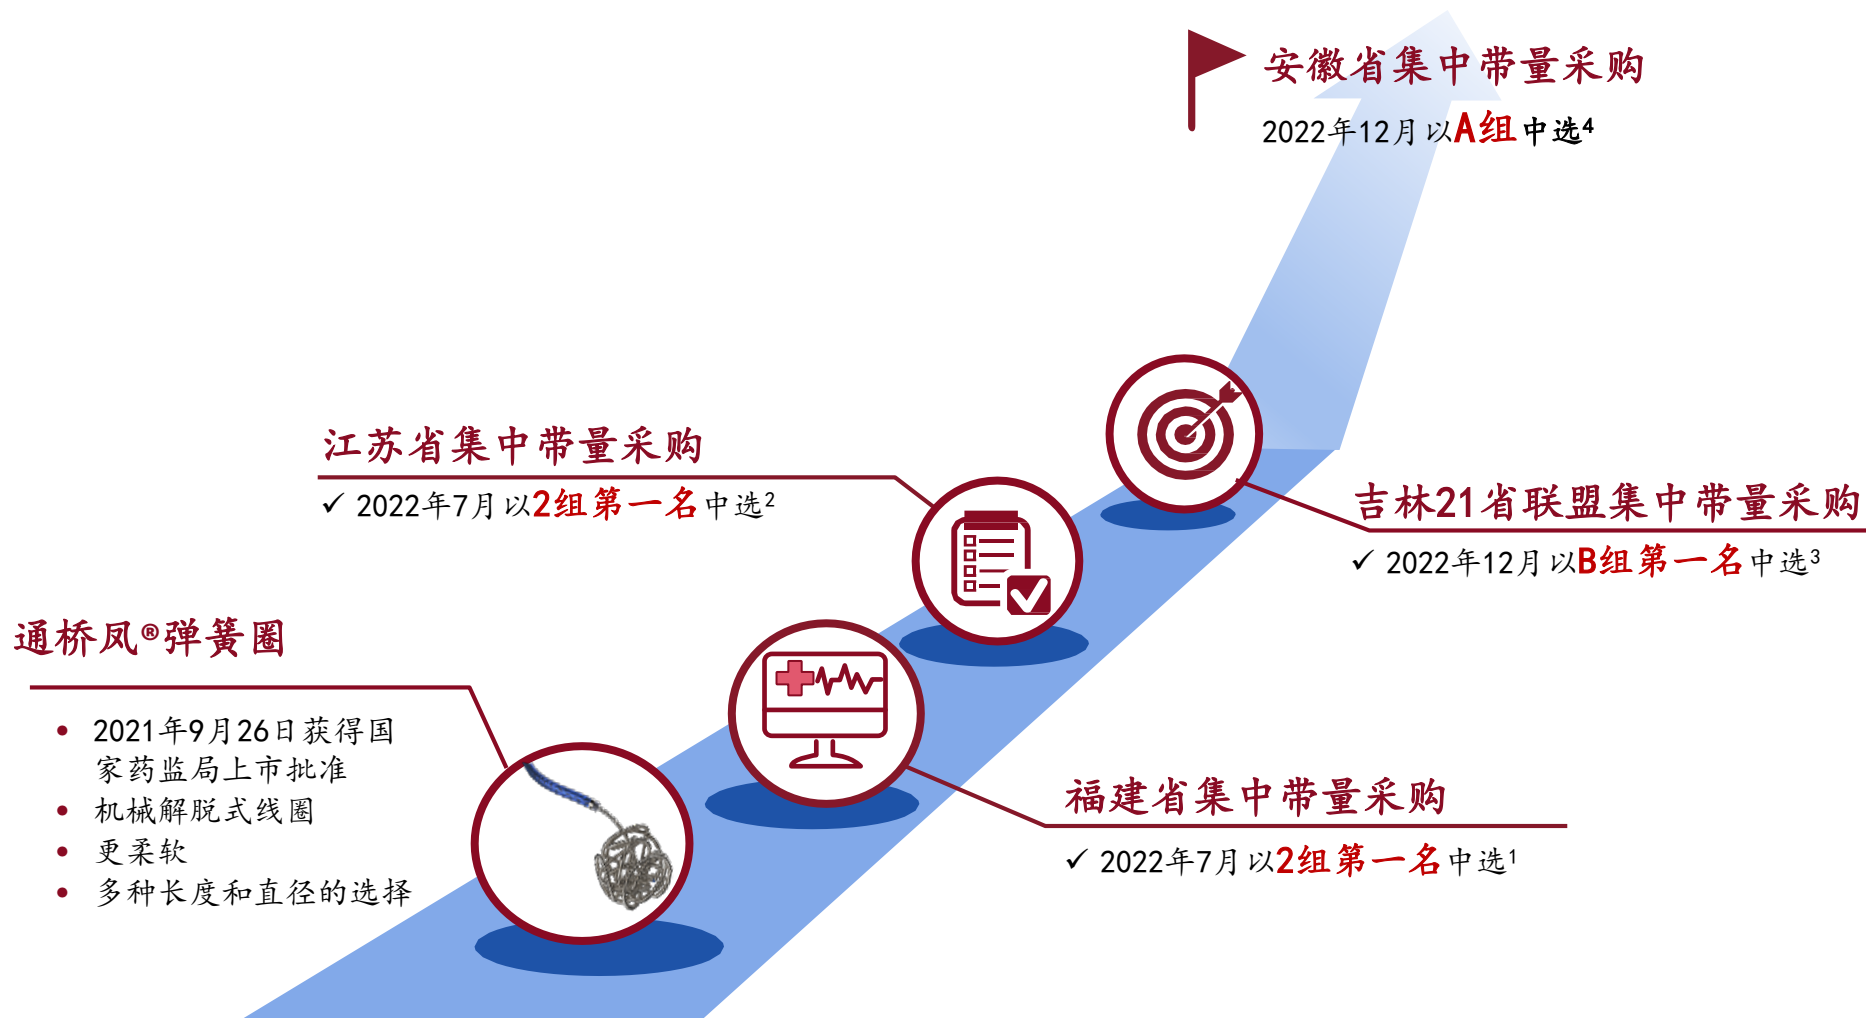 安徽省集中带量采购
2022年12月以A组中选⁴
江苏省集中带量采购
✓ 2022年7月以2组第一名中选²
吉林21省联盟集中带量采购
✓ 2022年12月以B组第一名中选³
通桥凤®弹簧圈
• 2021年9月26日获得国
家药监局上市批准
• 机械解脱式线圈
• 更柔软
• 多种长度和直径的选择
福建省集中带量采购
✓ 2022年7月以2组第一名中选¹